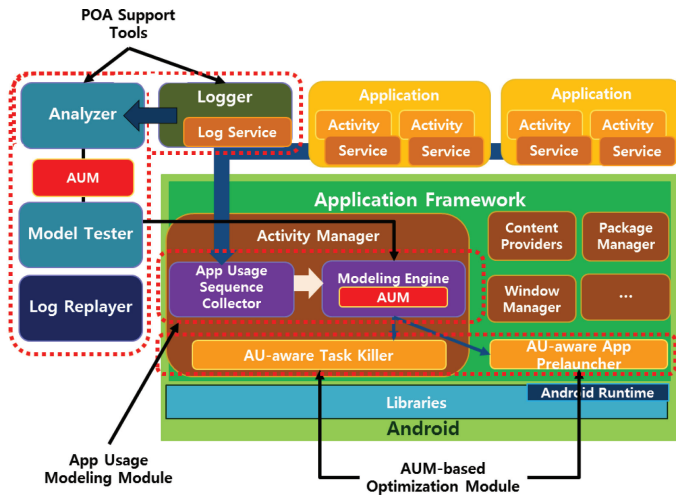 POA Support
Tools
Analyzer
Logger
Log Service
Application
Activity
Activity
Service
Service
Application
Activity
Activity
Service
Service
AUM
Model Tester
Log Replayer
Application Framework
Activity Manager
App Usage
Sequence
Collector
Modeling Engine
AUM
Content
Providers
Package
Manager
Window
Manager
...
AU-aware Task Killer
AU-aware App
Prelauncher
Android Runtime
Libraries
Android
App Usage
Modeling Module
AUM-based
Optimization Module